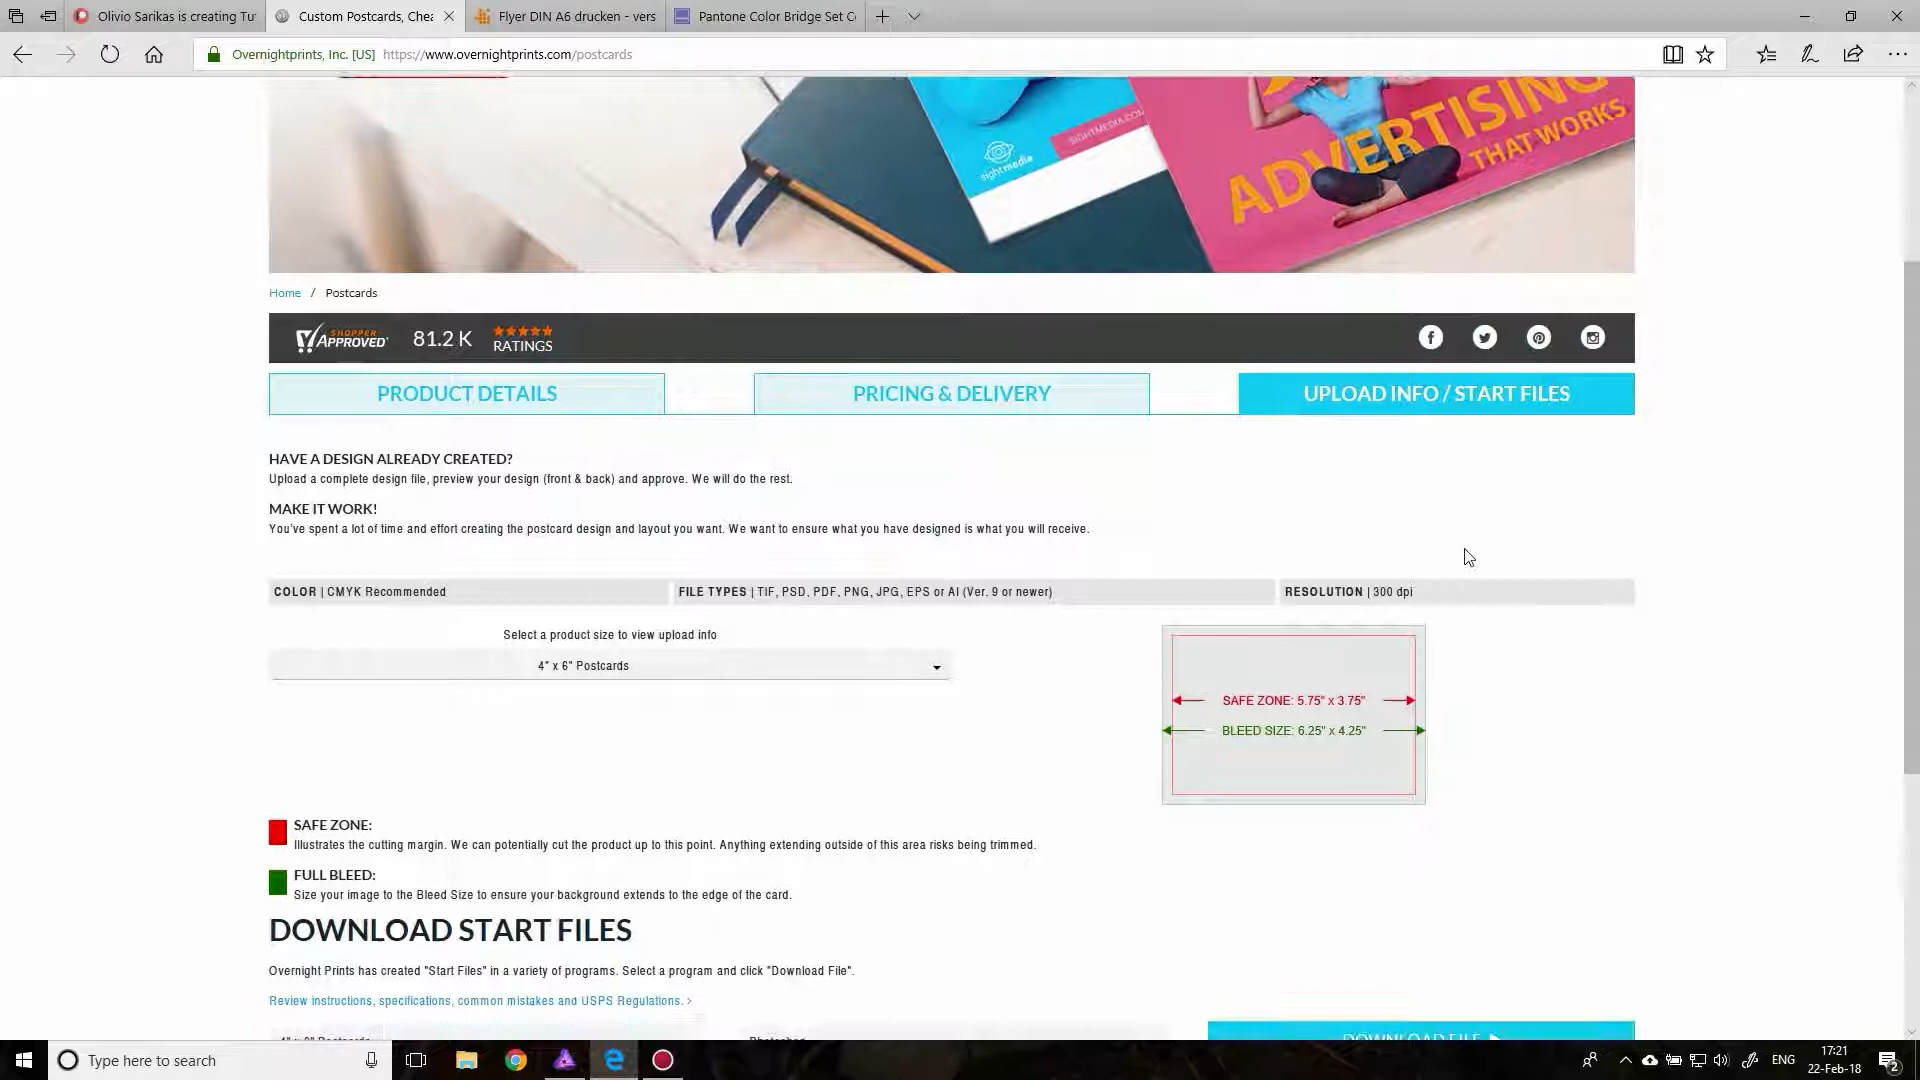 Olivio Sarikas is creating Tu
Custom Postcards, Chea
Flyer DIN A6 drucken - vers
Pantone Color Bridge Set C
Overnightprints, Inc. [US] https://www.overnightprints.com/postcards
SIGHTMEDIA.COM
sightmedia
ADVERTISING
THAT WORKS
Home / Postcards
SHOPPER
APPROVED
81.2 K
RATINGS
PRODUCT DETAILS
PRICING & DELIVERY
UPLOAD INFO / START FILES
HAVE A DESIGN ALREADY CREATED?
Upload a complete design file, preview your design (front & back) and approve. We will do the rest.
MAKE IT WORK!
You've spent a lot of time and effort creating the postcard design and layout you want. We want to ensure what you have designed is what you will receive.
COLOR | CMYK Recommended
FILE TYPES | TIF, PSD, PDF, PNG, JPG, EPS or AI (Ver. 9 or newer)
RESOLUTION | 300 dpi
Select a product size to view upload info
4" x 6" Postcards
SAFE ZONE: 5.75" x 3.75"
BLEED SIZE: 6.25" x 4.25"
SAFE ZONE:
Illustrates the cutting margin. We can potentially cut the product up to this point. Anything extending outside of this area risks being trimmed.
FULL BLEED:
Size your image to the Bleed Size to ensure your background extends to the edge of the card.
DOWNLOAD START FILES
Overnight Prints has created "Start Files" in a variety of programs. Select a program and click "Download File".
Review instructions, specifications, common mistakes and USPS Regulations. >
4" x 6" Postcards
Photoshop
DOWNLOAD FILE
Type here to search
ENG
17:21
22-Feb-18
2